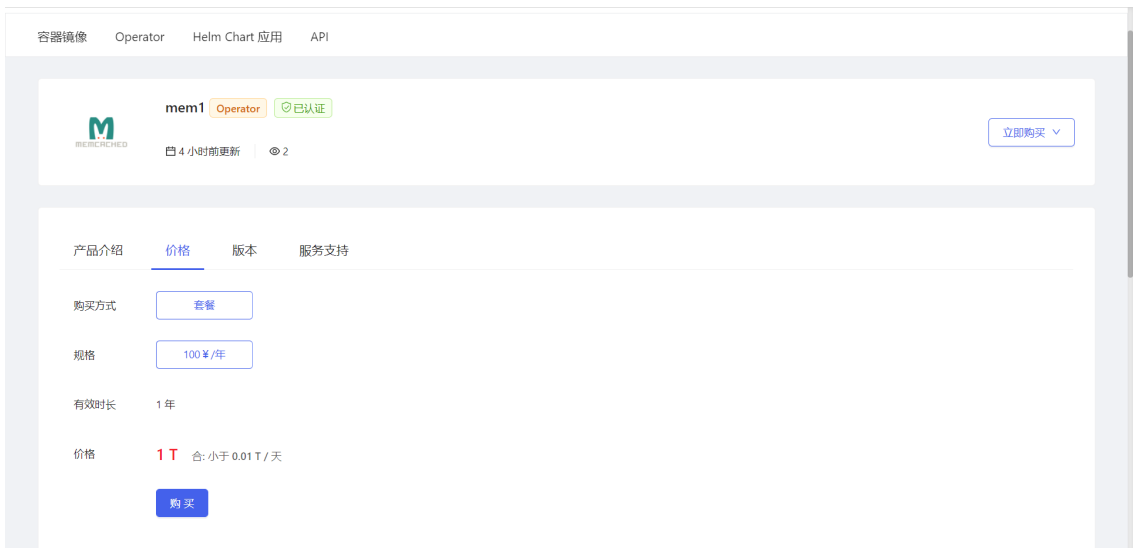 容器镜像 Operator Helm Chart 应用 API
mem1 Operator 已认证
MEMCACHED
4 小时前更新 2
立即购买
产品介绍 价格 版本 服务支持
购买方式 套餐
规格 100 ¥ /年
有效时长 1 年
价格 1 T 合: 小于 0.01 T / 天
购 买